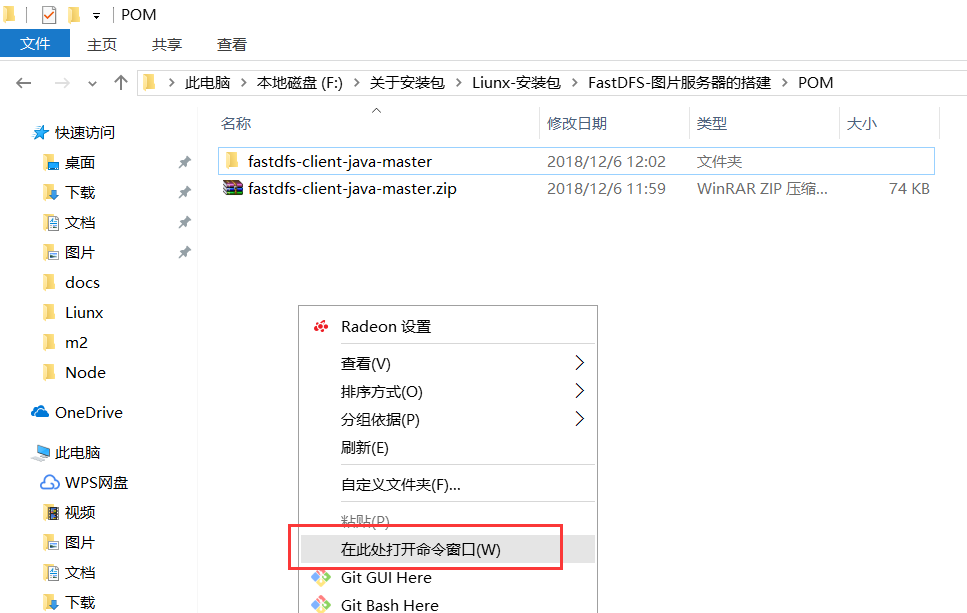 POM
文件 主页 共享 查看
此电脑 本地磁盘 (F:) 关于安装包 Liunx-安装包 FastDFS-图片服务器的搭建 POM
名称 修改日期 类型 大小
快速访问
桌面
下载
文档
图片
docs
Liunx
m2
Node
OneDrive
此电脑
WPS网盘
视频
图片
文档
下载
fastdfs-client-java-master 2018/12/6 12:02 文件夹
fastdfs-client-java-master.zip 2018/12/6 11:59 WinRAR ZIP 压缩... 74 KB
Radeon 设置
查看(V)
排序方式(O)
分组依据(P)
刷新(E)
自定义文件夹(F)...
粘贴(P)
在此处打开命令窗口(W)
Git GUI Here
Git Bash Here